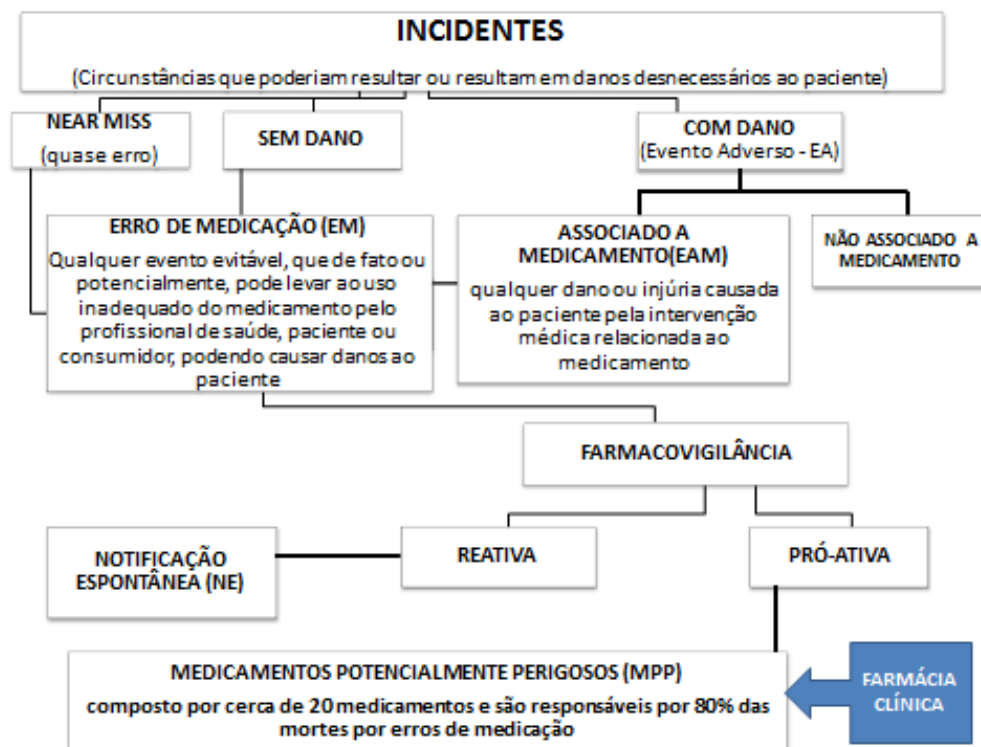 INCIDENTES
(Circunstâncias que poderiam resultar ou resultam em danos desnecessários ao paciente)
NEAR MISS
(quase erro)
SEM DANO
COM DANO
(Evento Adverso - EA)
ERRO DE MEDICAÇÃO (EM)
Qualquer evento evitável, que de fato ou
potencialmente, pode levar ao uso
inadequado do medicamento pelo
profissional de saúde, paciente ou
consumidor, podendo causar danos ao
paciente
ASSOCIADO A
MEDICAMENTO(EAM)
qualquer dano ou injúria causada
ao paciente pela intervenção
médica relacionada ao
medicamento
NÃO ASSOCIADO A
MEDICAMENTO
FARMACOVIGILÂNCIA
NOTIFICAÇÃO
ESPONTÂNEA (NE)
REATIVA
PRÓ-ATIVA
MEDICAMENTOS POTENCIALMENTE PERIGOSOS (MPP)
composto por cerca de 20 medicamentos e são responsáveis por 80% das
mortes por erros de medicação
FARMÁCIA
CLÍNICA